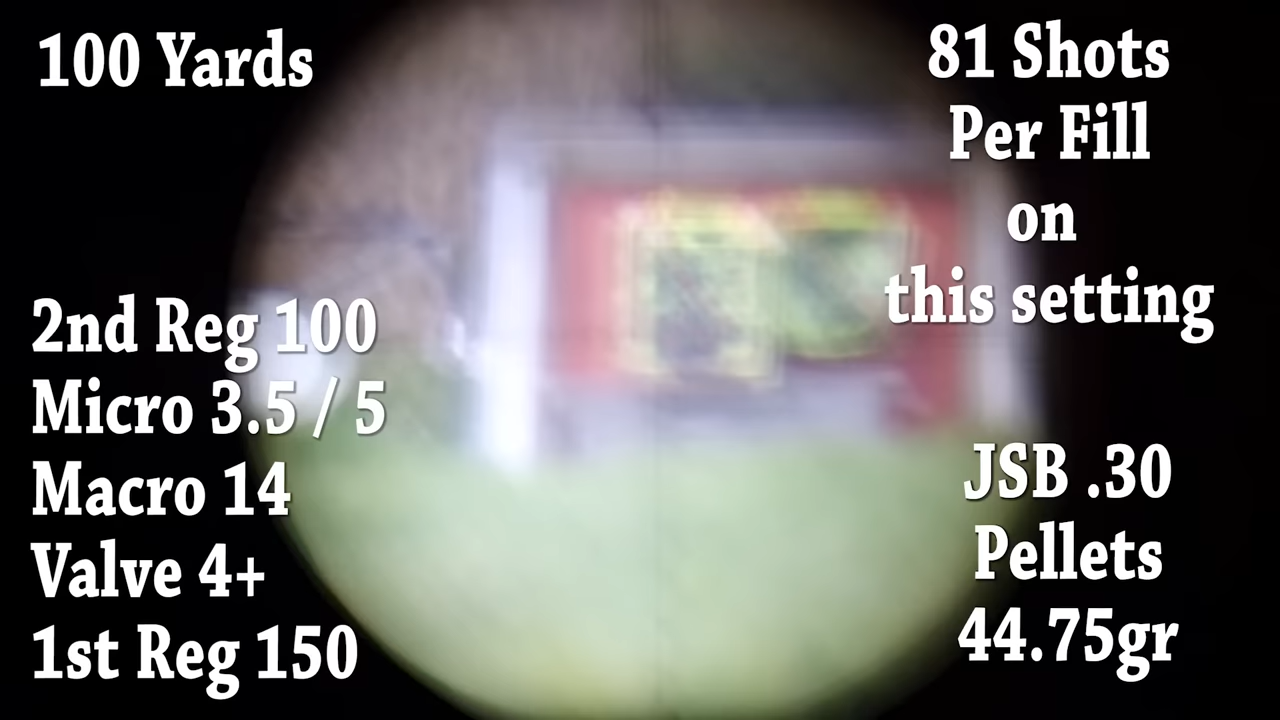 100 Yards
2nd Reg 100
Micro 3.5 / 5
Macro 14
Valve 4+
1st Reg 150
81 Shots
Per Fill
on
this setting
JSB .30
Pellets
44.75gr